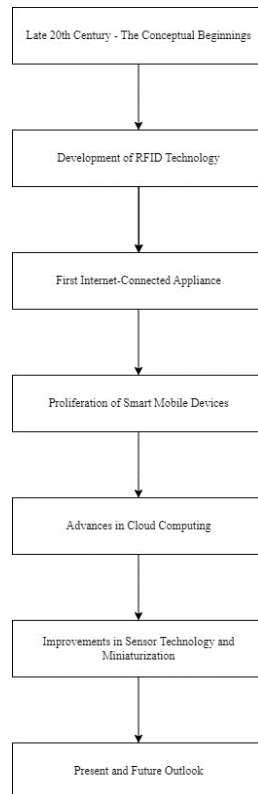 Late 20th Century - The Conceptual Beginnings
Development of RFID Technology
First Internet-Connected Appliance
Proliferation of Smart Mobile Devices
Advances in Cloud Computing
Improvements in Sensor Technology and
Miniaturization
Present and Future Outlook